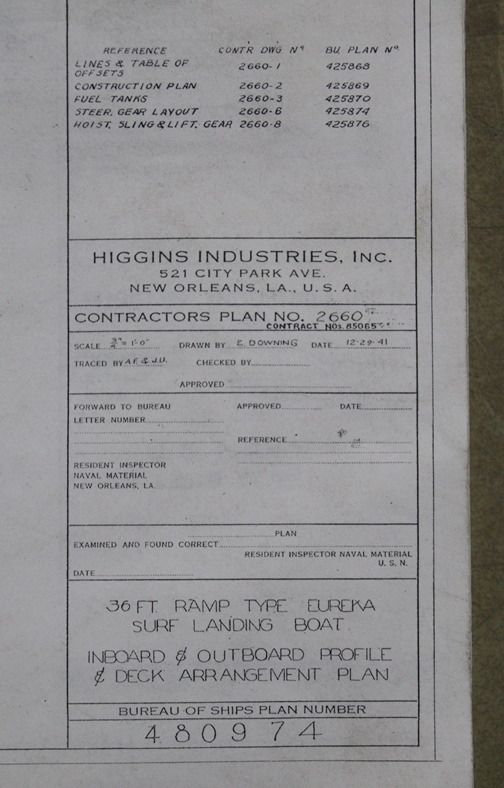 REFERENCE CONTR DWG Nº BU PLAN Nº
LINES & TABLE OF OFFSETS 2660-1 425868
CONSTRUCTION PLAN 2660-2 425869
FUEL TANKS 2660-3 425870
STEER, GEAR LAYOUT 2660-6 425874
HOIST, SLING & LIFT, GEAR 2660-8 425876
HIGGINS INDUSTRIES, INC.
521 CITY PARK AVE.
NEW ORLEANS, LA., U. S. A.
CONTRACTORS PLAN NO. 2660
CONTRACT NOS. 85065
SCALE 3/4" = 1'-0" DRAWN BY E. DOWNING DATE 12-29-41
TRACED BY A.F. & J.U. CHECKED BY
APPROVED
FORWARD TO BUREAU APPROVED DATE
LETTER NUMBER
REFERENCE
RESIDENT INSPECTOR
NAVAL MATERIAL
NEW ORLEANS, LA.
PLAN
EXAMINED AND FOUND CORRECT
RESIDENT INSPECTOR NAVAL MATERIAL
U. S. N.
DATE
36 FT. RAMP TYPE EUREKA
SURF LANDING BOAT.
INBOARD & OUTBOARD PROFILE
& DECK ARRANGEMENT PLAN
BUREAU OF SHIPS PLAN NUMBER
480974